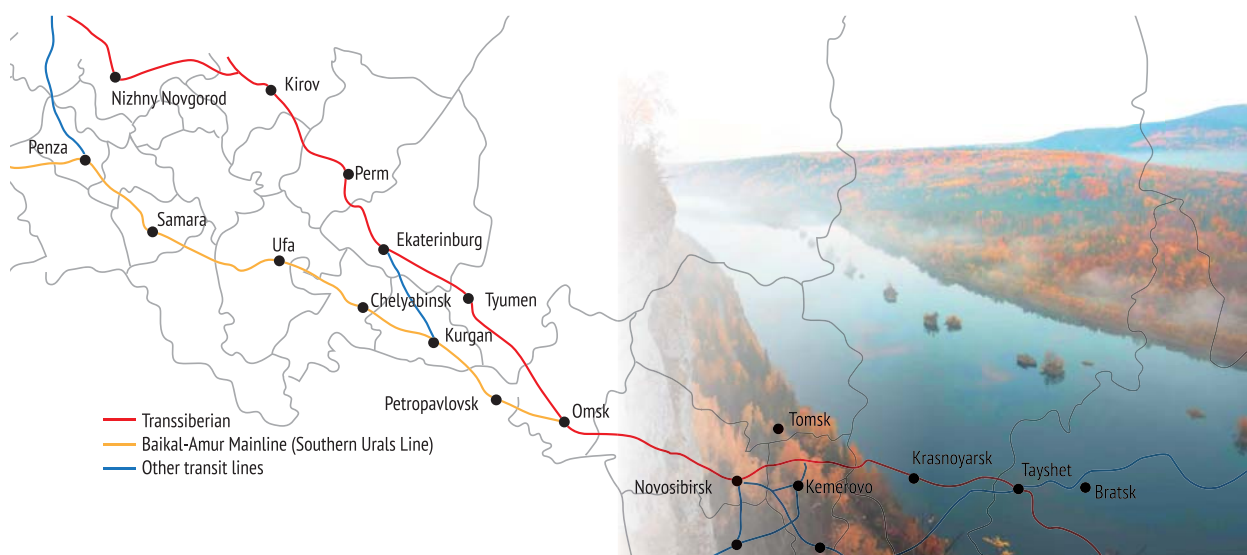 Nizhny Novgorod
Kirov
Penza
Perm
Samara
Ufa
Ekaterinburg
Chelyabinsk
Tyumen
Kurgan
Petropavlovsk
Omsk
Transsiberian
Baikal-Amur Mainline (Southern Urals Line)
Other transit lines
Tomsk
Novosibirsk
Kemerovo
Krasnoyarsk
Tayshet
Bratsk